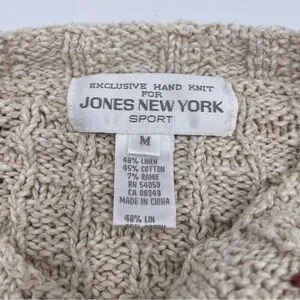 EXCLUSIVE HAND KNIT
FOR
JONES NEW YORK
SPORT
M
48% LINEN
45% COTTON
7% RAMIE
RN 54050
CA 08349
MADE IN CHINA
48% LIN